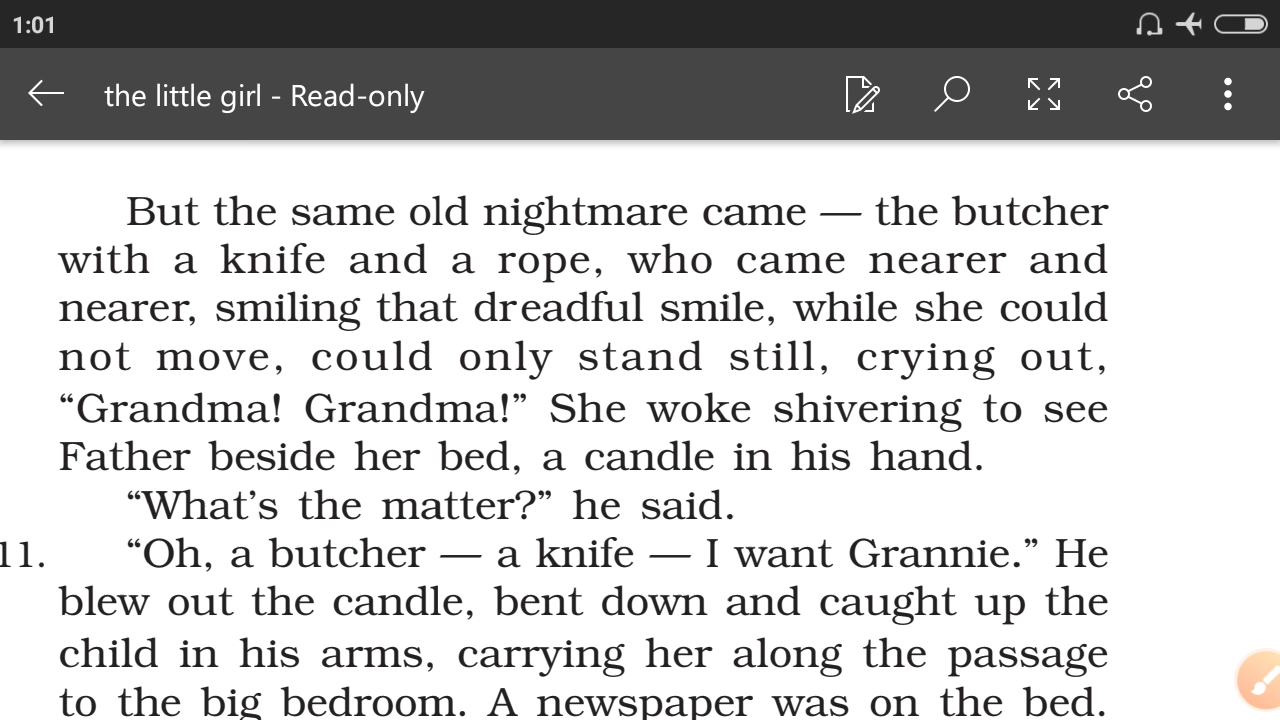 1:01
the little girl - Read-only
But the same old nightmare came — the butcher
with a knife and a rope, who came nearer and
nearer, smiling that dreadful smile, while she could
not move, could only stand still, crying out,
“Grandma! Grandma!” She woke shivering to see
Father beside her bed, a candle in his hand.
“What’s the matter?” he said.
11. “Oh, a butcher — a knife — I want Grannie.” He
blew out the candle, bent down and caught up the
child in his arms, carrying her along the passage
to the big bedroom. A newspaper was on the bed.